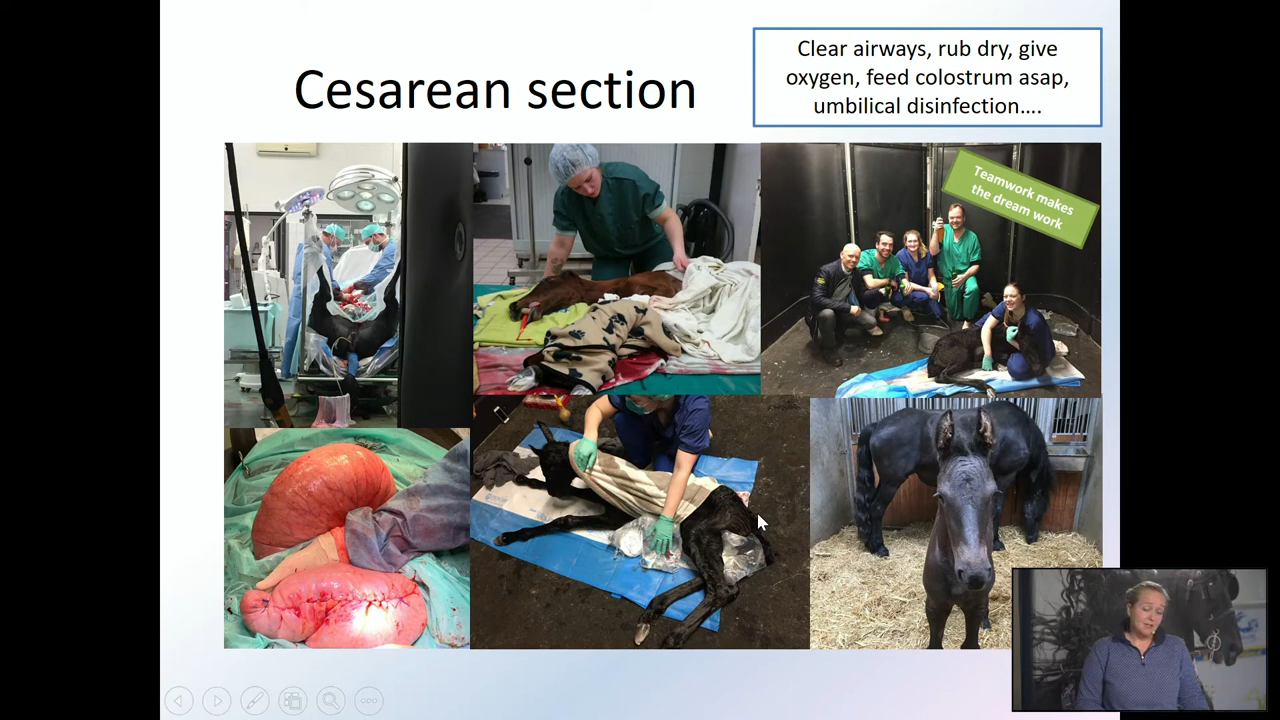 Cesarean section
Clear airways, rub dry, give
oxygen, feed colostrum asap,
umbilical disinfection....
Teamwork makes
the dream work